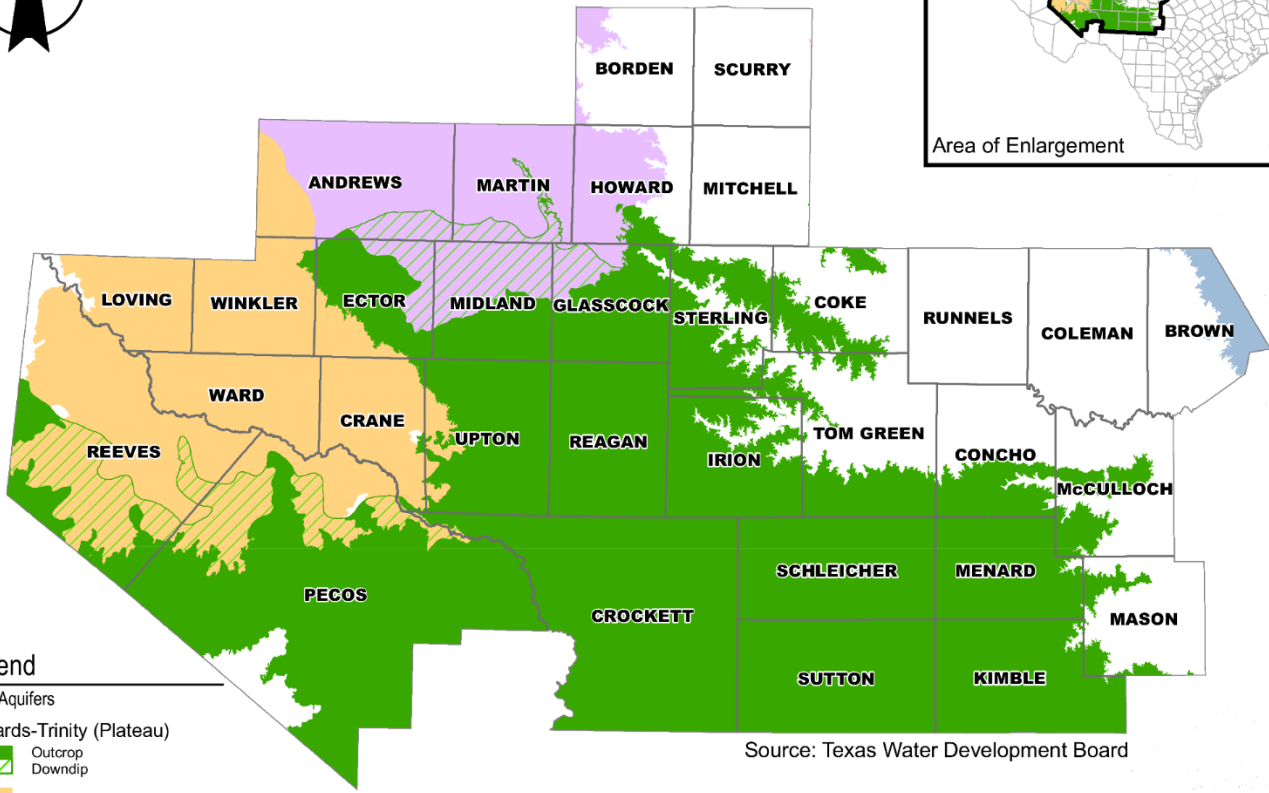 BORDEN
SCURRY
Area of Enlargement
ANDREWS
MARTIN
HOWARD
MITCHELL
LOVING
WINKLER
ECTOR
MIDLAND
GLASSCOCK
STERLING
COKE
RUNNELS
COLEMAN
BROWN
WARD
CRANE
UPTON
REAGAN
IRION
TOM GREEN
CONCHO
McCULLOCH
REEVES
PECOS
CROCKETT
SCHLEICHER
MENARD
MASON
SUTTON
KIMBLE
end
Aquifers
ards-Trinity (Plateau)
Outcrop
Downdip
Source: Texas Water Development Board